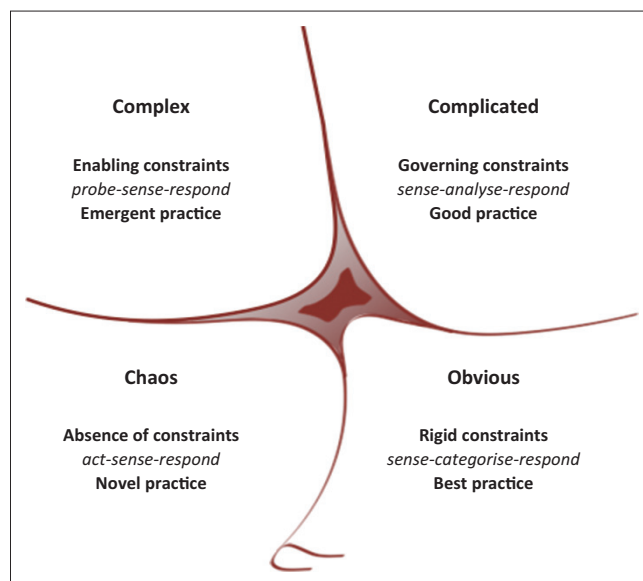 Complex
Enabling constraints
probe-sense-respond
Emergent practice
Complicated
Governing constraints
sense-analyse-respond
Good practice
Chaos
Absence of constraints
act-sense-respond
Novel practice
Obvious
Rigid constraints
sense-categorise-respond
Best practice